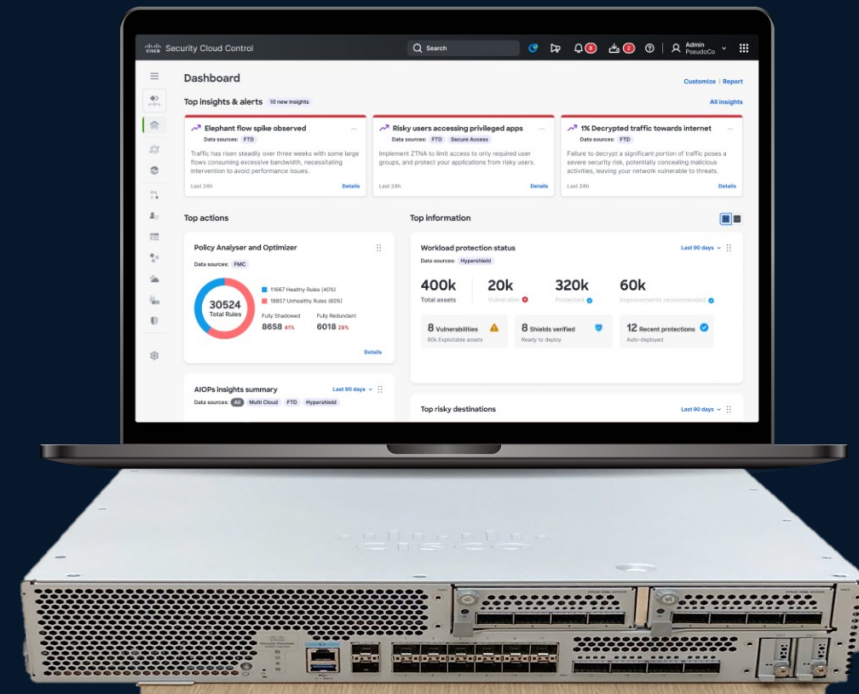 cisco Security Cloud Control
Search
8
2
Admin
PseudoCo
Dashboard
Customize | Report
Top insights & alerts 10 new insights
All insights
Elephant flow spike observed
Data sources: FTD
Traffic has risen steadily over three weeks with some large
flows consuming excessive bandwidth, necessitating
intervention to avoid performance issues.
Last 24h Details
Risky users accessing privileged apps
Data sources: FTD Secure Access
Implement ZTNA to limit access to only required user
groups, and protect your applications from risky users.
Last 24h Details
1% Decrypted traffic towards internet
Data sources: FTD
Failure to decrypt a significant portion of traffic poses a
severe security risk, potentially concealing malicious
activities, leaving your network vulnerable to threats.
Last 24h Details
Top actions
Policy Analyser and Optimizer
Data sources: FMC
30524
Total Rules
11667 Healthy Rules (40%)
18857 Unhealthy Rules (60%)
Fully Shadowed Fully Redundant
8658 41% 6018 28%
Details
AIOPs insights summary Last 90 days
Data sources: All Multi Cloud FTD Hypershield
Top information
Workload protection status Last 90 days
Data sources: Hypershield
400k 20k 320k 60k
Total assets Vulnerable Protected Improvements recommended
8 Vulnerabilities
60k Exploitable assets
8 Shields verified
Ready to deploy
12 Recent protections
Auto-deployed
Top risky destinations Last 90 days
cisco